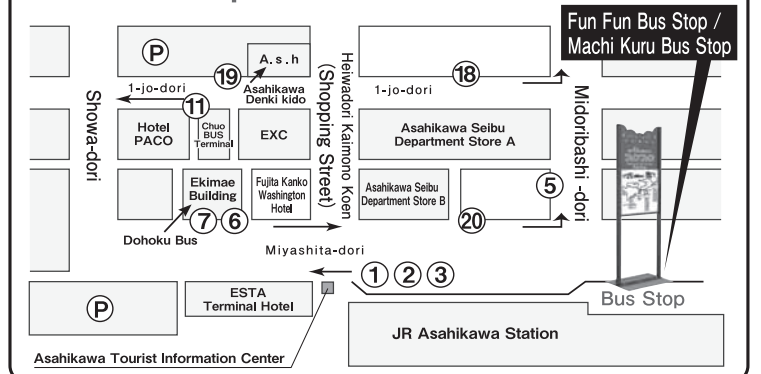 Fun Fun Bus Stop /
Machi Kuru Bus Stop
P
A.s.h
19
Asahikawa
Denki kido
18
1-jo-dori
1-jo-dori
11
Showa-dori
Heiwadori Kaimono Koen
(Shopping Street)
Midoribashi -dori
Hotel
PACO
Chuo
BUS
Terminal
EXC
Asahikawa Seibu
Department Store A
Ekimae
Building
Fujita Kanko
Washington
Hotel
Asahikawa Seibu
Department Store B
5
7
6
20
Dohoku Bus
Miyashita-dori
1 2 3
P
ESTA
Terminal Hotel
Bus Stop
JR Asahikawa Station
Asahikawa Tourist Information Center